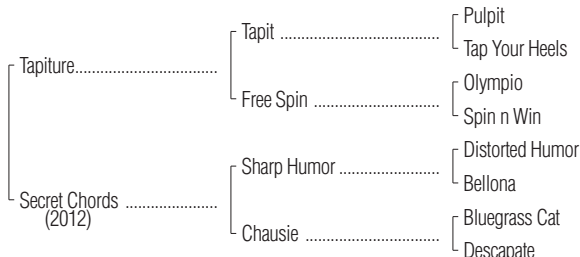 Pulpit
Tapit ................................................
Tap Your Heels
Tapiture.............................................
Olympio
Free Spin ......................................
Spin n Win
Distorted Humor
Sharp Humor ..............................
Bellona
Secret Chords ...........................
(2012)
Bluegrass Cat
Chausie ........................................
Descapate